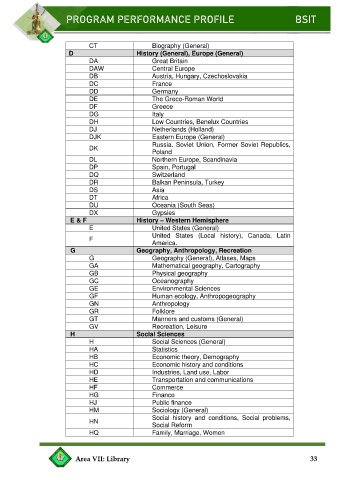 PROGRAM PERFORMANCE PROFILE BSIT
CT Biography (General)
D History (General), Europe (General)
DA Great Britain
DAW Central Europe
DB Austria, Hungary, Czechoslovakia
DC France
DD Germany
DE The Greco-Roman World
DF Greece
DG Italy
DH Low Countries, Benelux Countries
DJ Netherlands (Holland)
DJK Eastern Europe (General)
DK Russia. Soviet Union, Former Soviet Republics,
Poland
DL Northern Europe, Scandinavia
DP Spain, Portugal
DQ Switzerland
DR Balkan Peninsula, Turkey
DS Asia
DT Africa
DU Oceania (South Seas)
DX Gypsies
E & F History – Western Hemisphere
E United States (General)
F United States (Local history), Canada, Latin
America.
G Geography, Anthropology, Recreation
G Geography (General), Atlases, Maps
GA Mathematical geography, Cartography
GB Physical geography
GC Oceanography
GE Environmental Sciences
GF Human ecology, Anthropogeography
GN Anthropology
GR Folklore
GT Manners and customs (General)
GV Recreation, Leisure
H Social Sciences
H Social Sciences (General)
HA Statistics
HB Economic theory, Demography
HC Economic history and conditions
HD Industries, Land use, Labor
HE Transportation and communications
HF Commerce
HG Finance
HJ Public finance
HM Sociology (General)
HN Social history and conditions, Social problems,
Social Reform
HQ Family, Marriage, Women
Area VII: Library 33